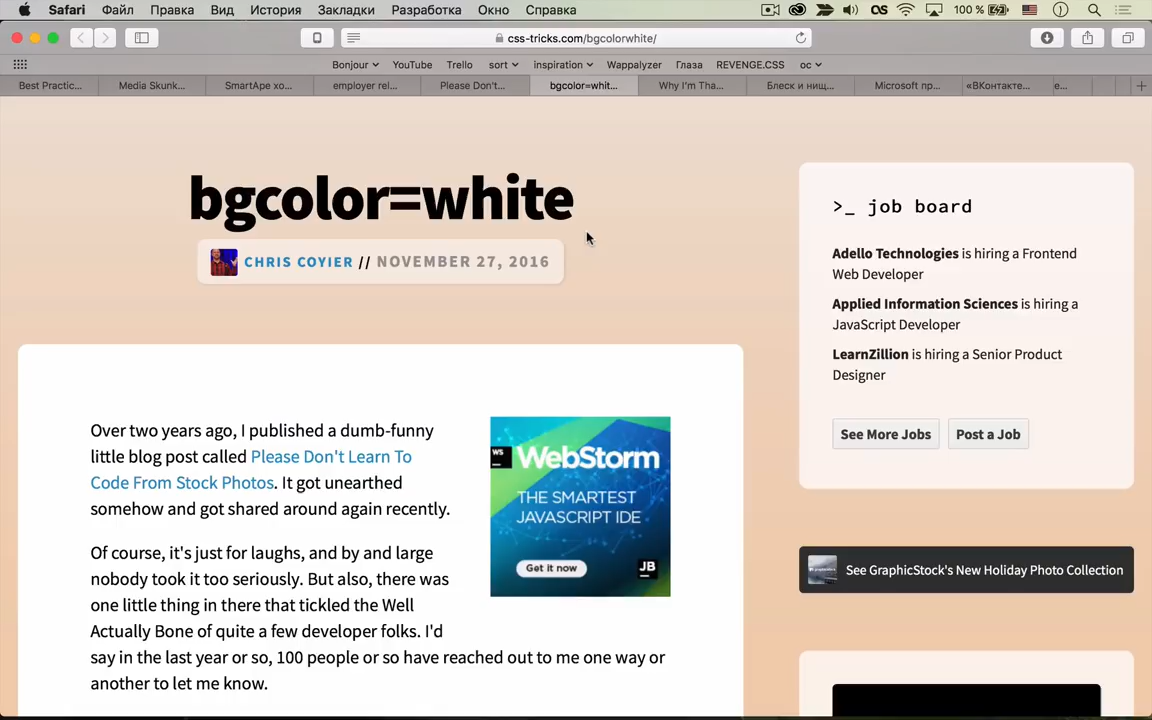 Safari Файл Правка Вид История Закладки Разработка Окно Справка 100 %
css-tricks.com/bgcolorwhite/
Bonjour YouTube Trello sort inspiration Wappalyzer Глаза REVENGE.CSS oc
Best Practic... Media Skunk... SmartApe хо... employer rel... Please Don't... bgcolor=whit... Why I'm Tha... Блеск и нищ... Microsoft пр... «ВКонтакте... е...
bgcolor=white
CHRIS COYIER // NOVEMBER 27, 2016
Over two years ago, I published a dumb-funny
little blog post called Please Don't Learn To
Code From Stock Photos. It got unearthed
somehow and got shared around again recently.
Of course, it's just for laughs, and by and large
nobody took it too seriously. But also, there was
one little thing in there that tickled the Well
Actually Bone of quite a few developer folks. I'd
say in the last year or so, 100 people or so have reached out to me one way or
another to let me know.
WS WebStorm
THE SMARTEST
JAVASCRIPT IDE
Get it now JB
>_ job board
Adello Technologies is hiring a Frontend
Web Developer
Applied Information Sciences is hiring a
JavaScript Developer
LearnZillion is hiring a Senior Product
Designer
See More Jobs Post a Job
See GraphicStock's New Holiday Photo Collection